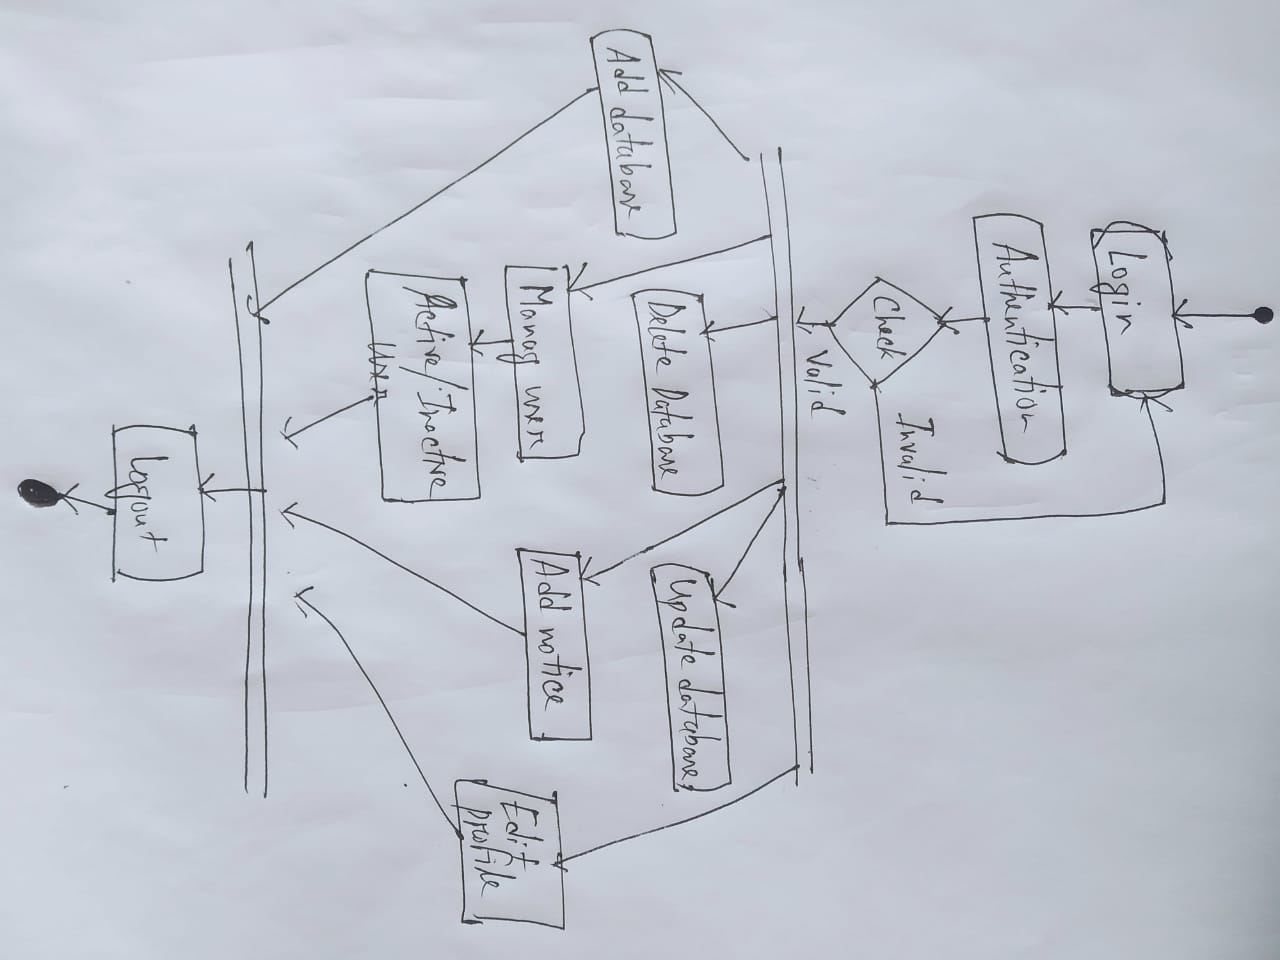 Login
Authentication
Check
Invalid
Valid
Delete Database
Update database
Add database
Manag user
Add notice
Edit
profile
Active/Inactive
User
Logout